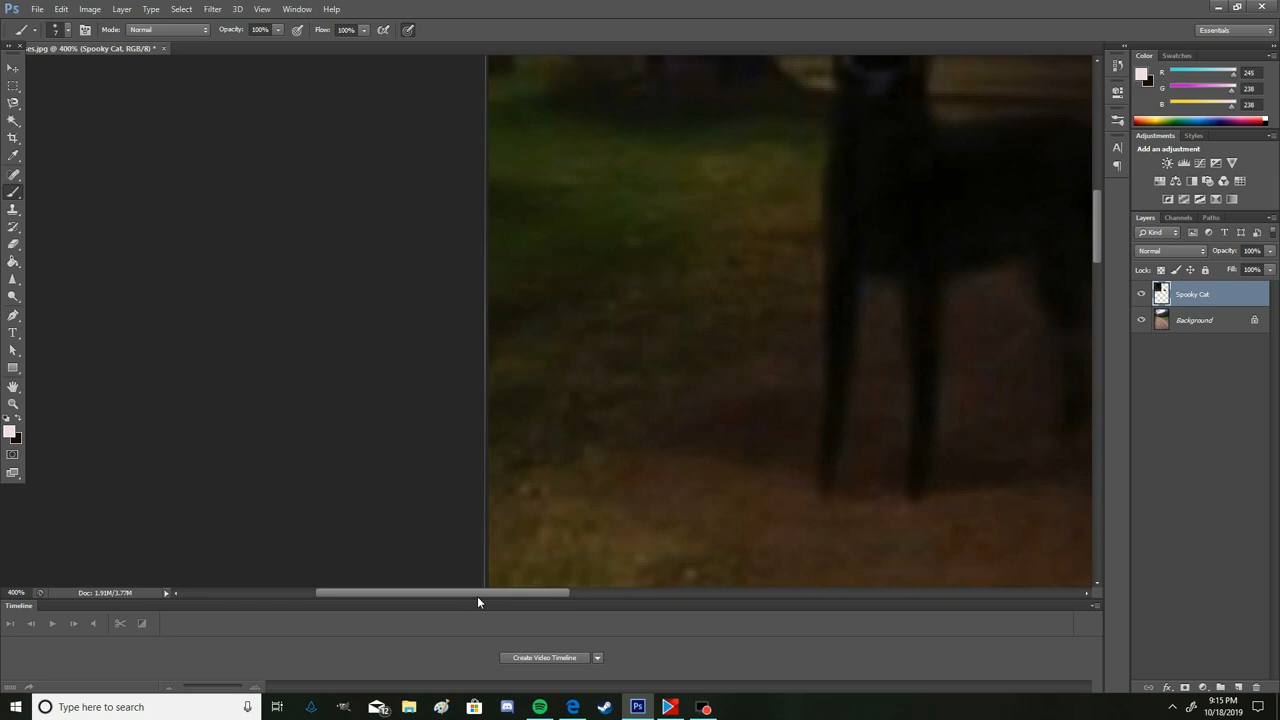 Ps File Edit Image Layer Type Select Filter 3D View Window Help
7 Mode: Normal Opacity: 100% Flow: 100% Essentials
es.jpg @ 400% (Spooky Cat, RGB/8) * ×
Color Swatches
R 245
G 238
B 238
Adjustments Styles
Add an adjustment
Layers Channels Paths
Kind
Normal Opacity: 100%
Lock: Fill: 100%
Spooky Cat
Background
400% Doc: 1.91M/3.77M
Timeline
Create Video Timeline
Type here to search
9:15 PM
10/18/2019